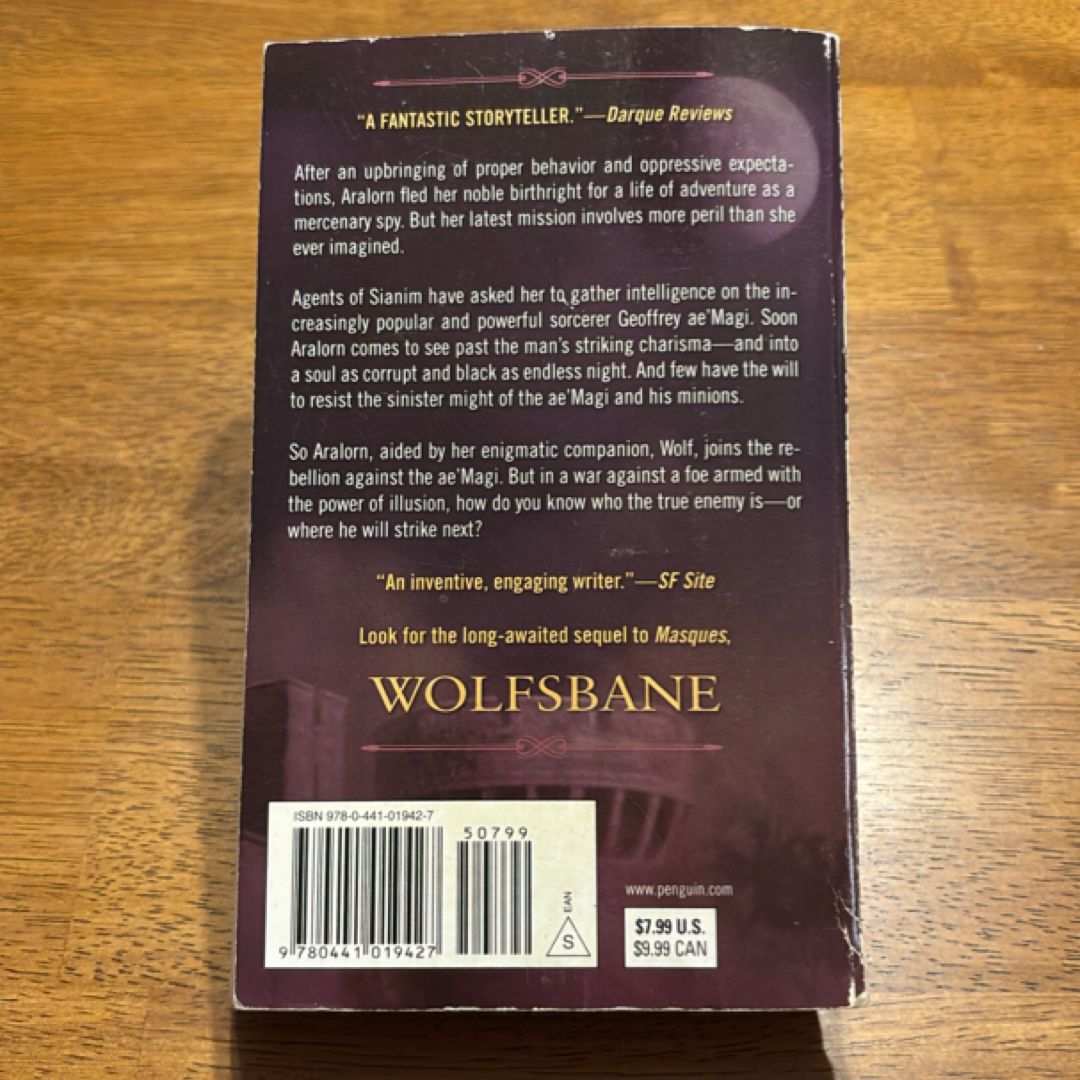 "A FANTASTIC STORYTELLER."—Darque Reviews
After an upbringing of proper behavior and oppressive expecta-
tions, Aralorn fled her noble birthright for a life of adventure as a
mercenary spy. But her latest mission involves more peril than she
ever imagined.
Agents of Sianim have asked her to gather intelligence on the in-
creasingly popular and powerful sorcerer Geoffrey ae'Magi. Soon
Aralorn comes to see past the man's striking charisma—and into
a soul as corrupt and black as endless night. And few have the will
to resist the sinister might of the ae'Magi and his minions.
So Aralorn, aided by her enigmatic companion, Wolf, joins the re-
bellion against the ae'Magi. But in a war against a foe armed with
the power of illusion, how do you know who the true enemy is—or
where he will strike next?
"An inventive, engaging writer."—SF Site
Look for the long-awaited sequel to Masques,
WOLFSBANE
ISBN 978-0-441-01942-7
50799
9 780441 019427
EAN
S
www.penguin.com
$7.99 U.S.
$9.99 CAN